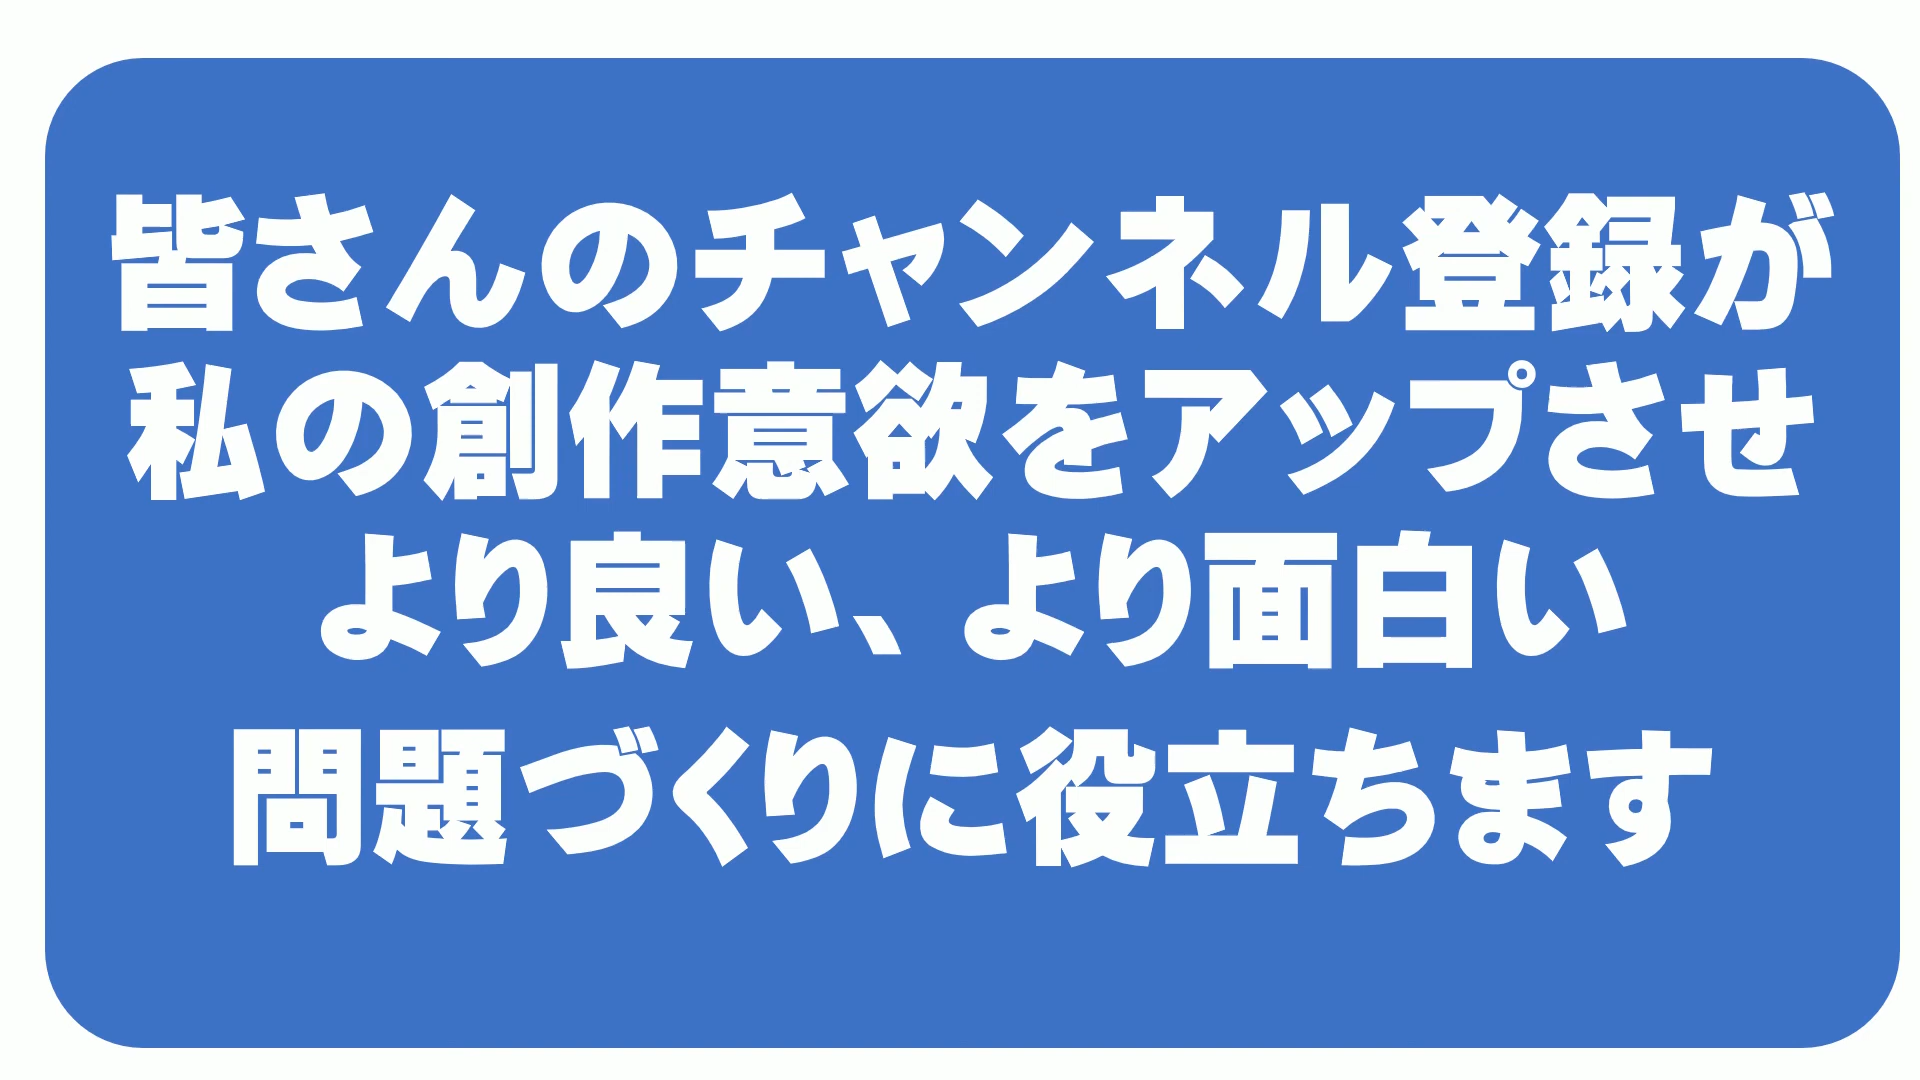 皆さんのチャンネル登録が
私の創作意欲をアップさせ
より良い、より面白い
問題づくりに役立ちます